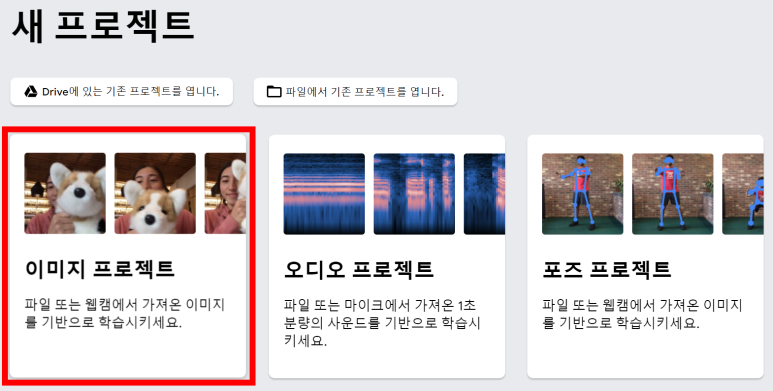 새 프로젝트
Drive에 있는 기존 프로젝트를 엽니다.
파일에서 기존 프로젝트를 엽니다.
이미지 프로젝트
파일 또는 웹캠에서 가져온 이미지
를 기반으로 학습시키세요.
오디오 프로젝트
파일 또는 마이크에서 가져온 1초
분량의 사운드를 기반으로 학습시
키세요.
포즈 프로젝트
파일 또는 웹캠에서 가져온 이미지
를 기반으로 학습시키세요.